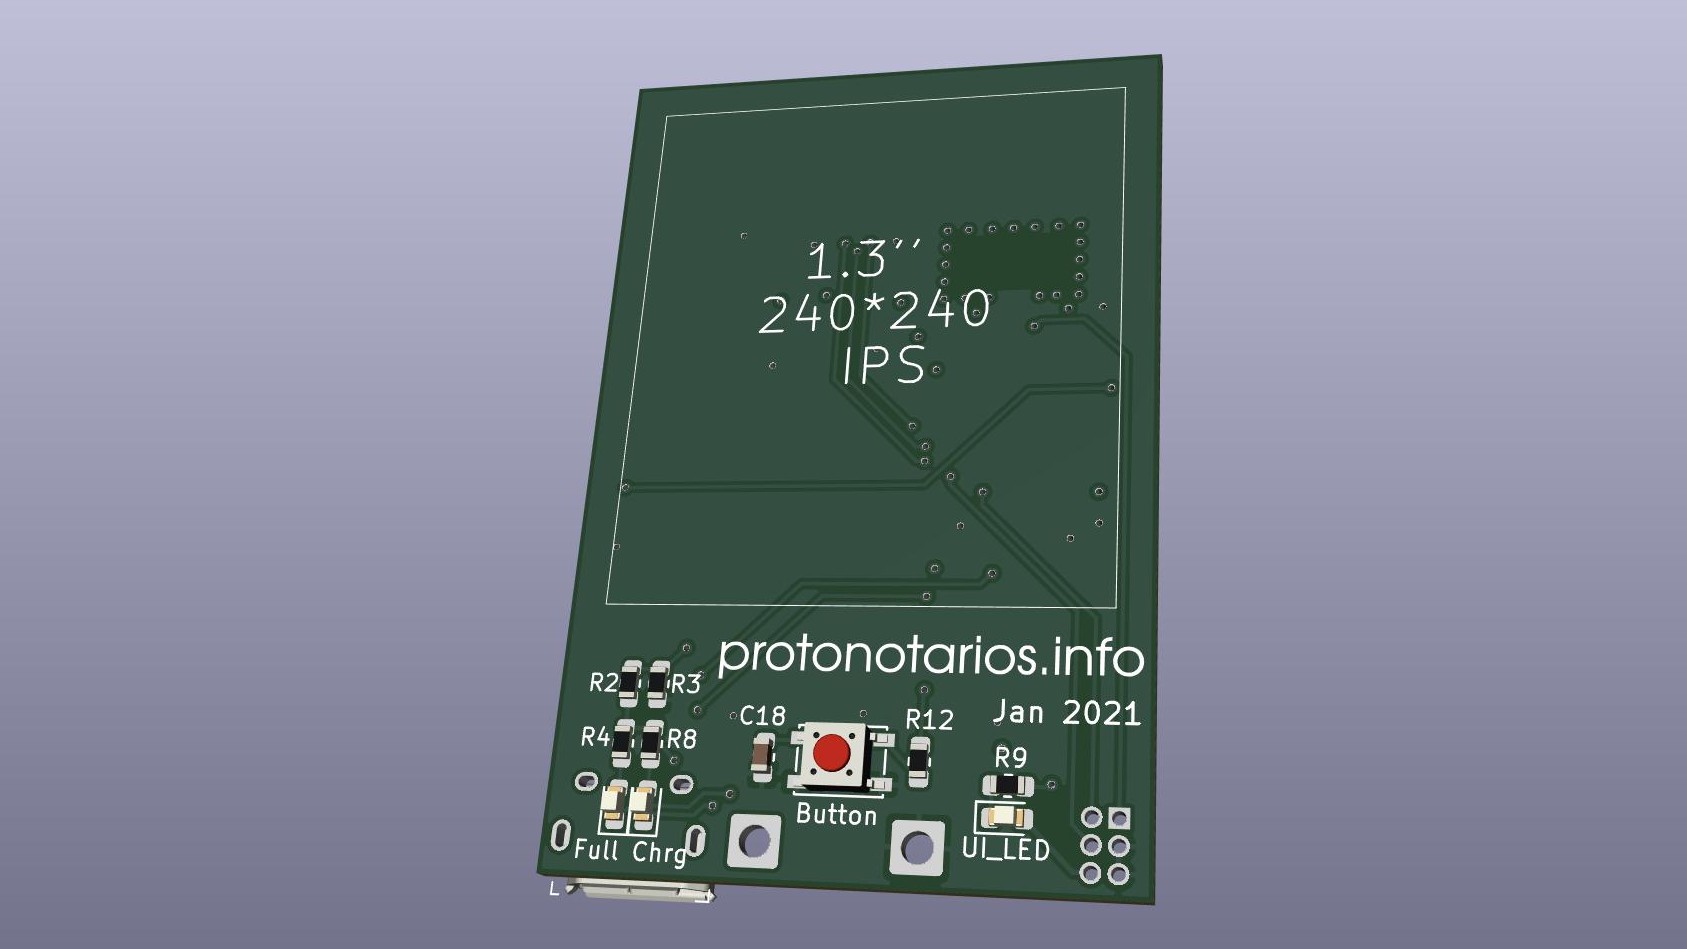 1.3''
240*240
IPS
protonotarios.info
Jan 2021
R2
R3
C18
R12
R4
R8
R9
Button
Full Chrg
UI_LED